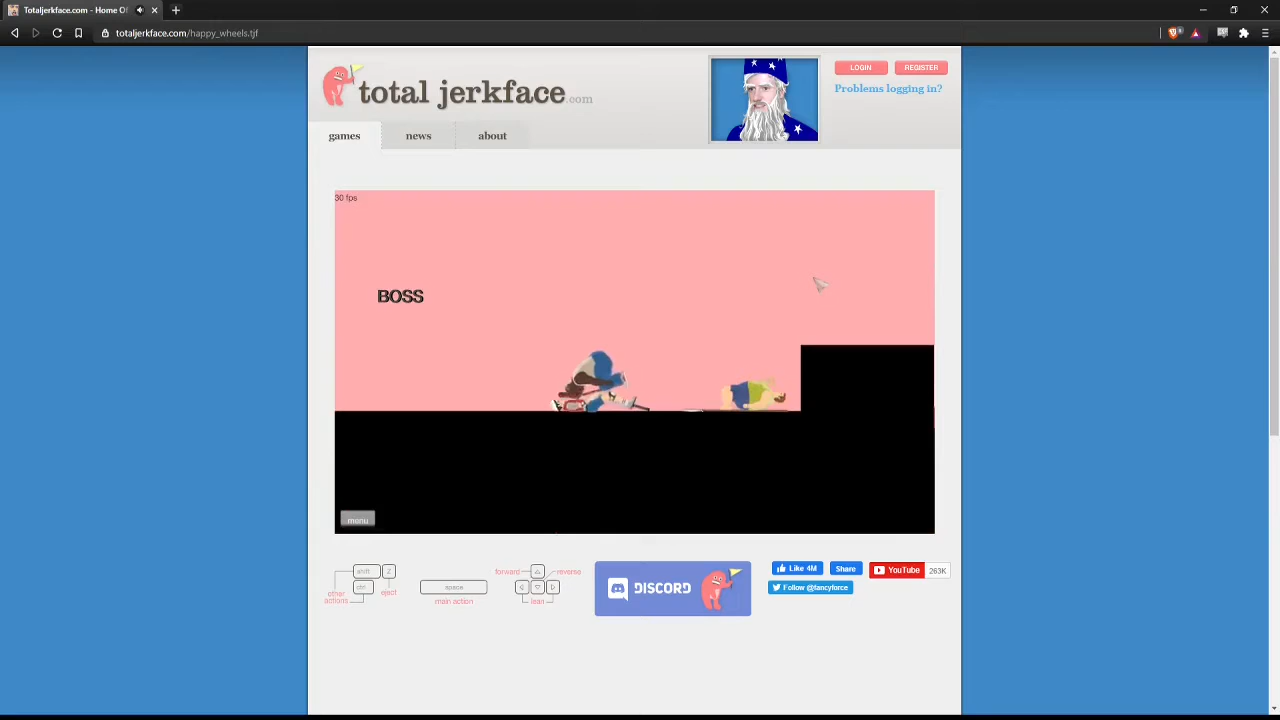 Totaljerkface.com - Home Of
totaljerkface.com/happy_wheels.tjf
total jerkface.com
LOGIN
REGISTER
Problems logging in?
games
news
about
30 fps
BOSS
menu
shift
Z
ctrl
other
actions
eject
space
main action
forward
reverse
lean
DISCORD
Like 4M
Share
YouTube
263K
Follow @fancyforce